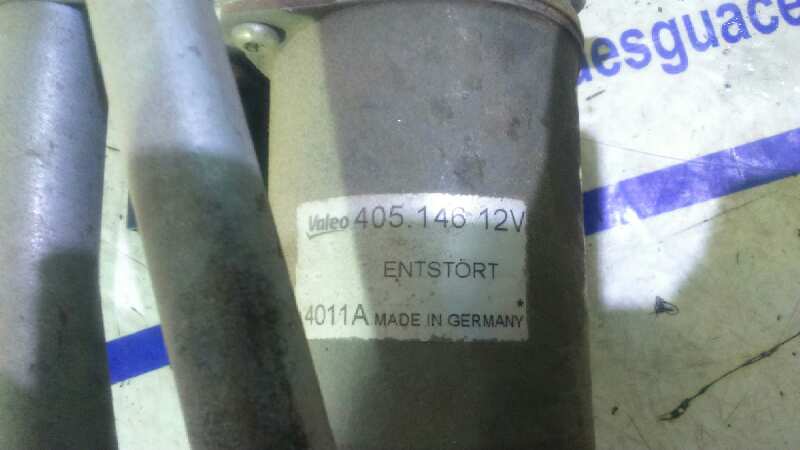 desguace
Valeo 405.146 12V
ENTSTÖRT
4011A MADE IN GERMANY*